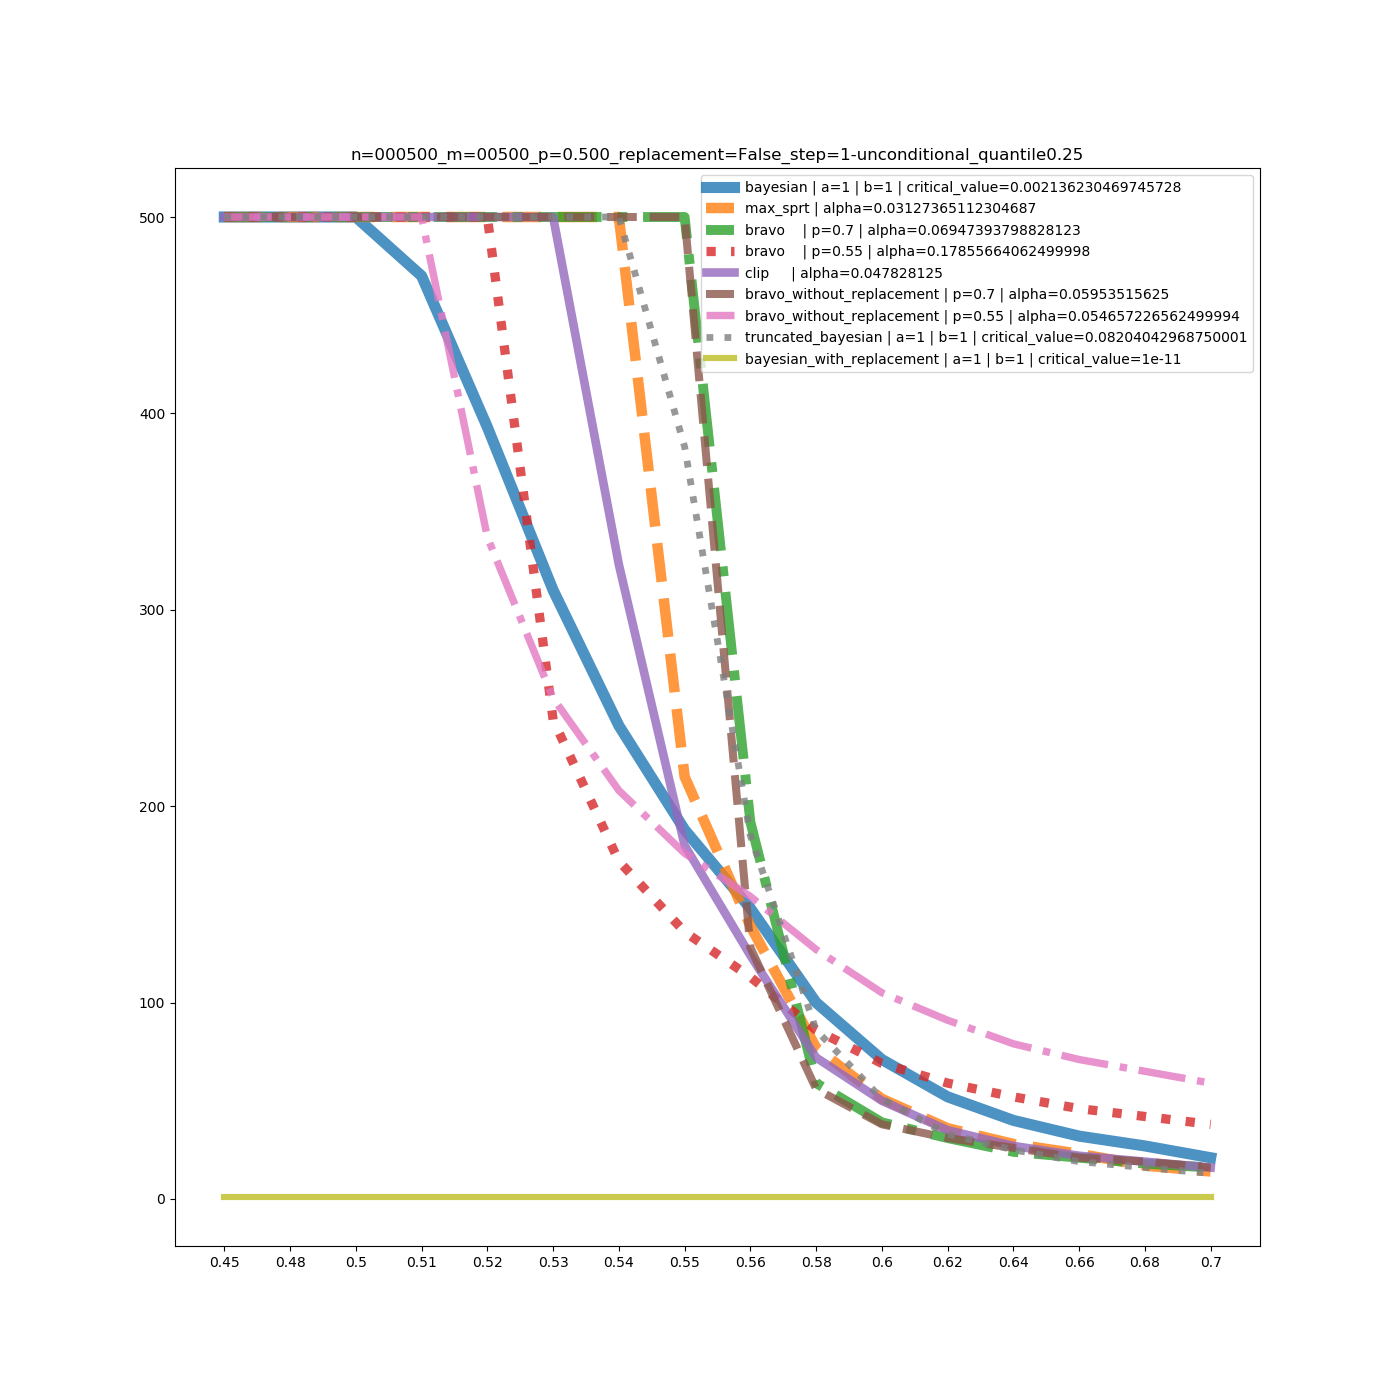 n=000500_m=00500_p=0.500_replacement=False_step=1-unconditional_quantile0.25
bayesian | a=1 | b=1 | critical_value=0.002136230469745728
max_sprt | alpha=0.03127365112304687
bravo    | p=0.7 | alpha=0.06947393798828123
bravo    | p=0.55 | alpha=0.17855664062499998
clip     | alpha=0.047828125
bravo_without_replacement | p=0.7 | alpha=0.05953515625
bravo_without_replacement | p=0.55 | alpha=0.054657226562499994
truncated_bayesian | a=1 | b=1 | critical_value=0.08204042968750001
bayesian_with_replacement | a=1 | b=1 | critical_value=1e-11
500
400
300
200
100
0
0.45 0.48 0.5 0.51 0.52 0.53 0.54 0.55 0.56 0.58 0.6 0.62 0.64 0.66 0.68 0.7